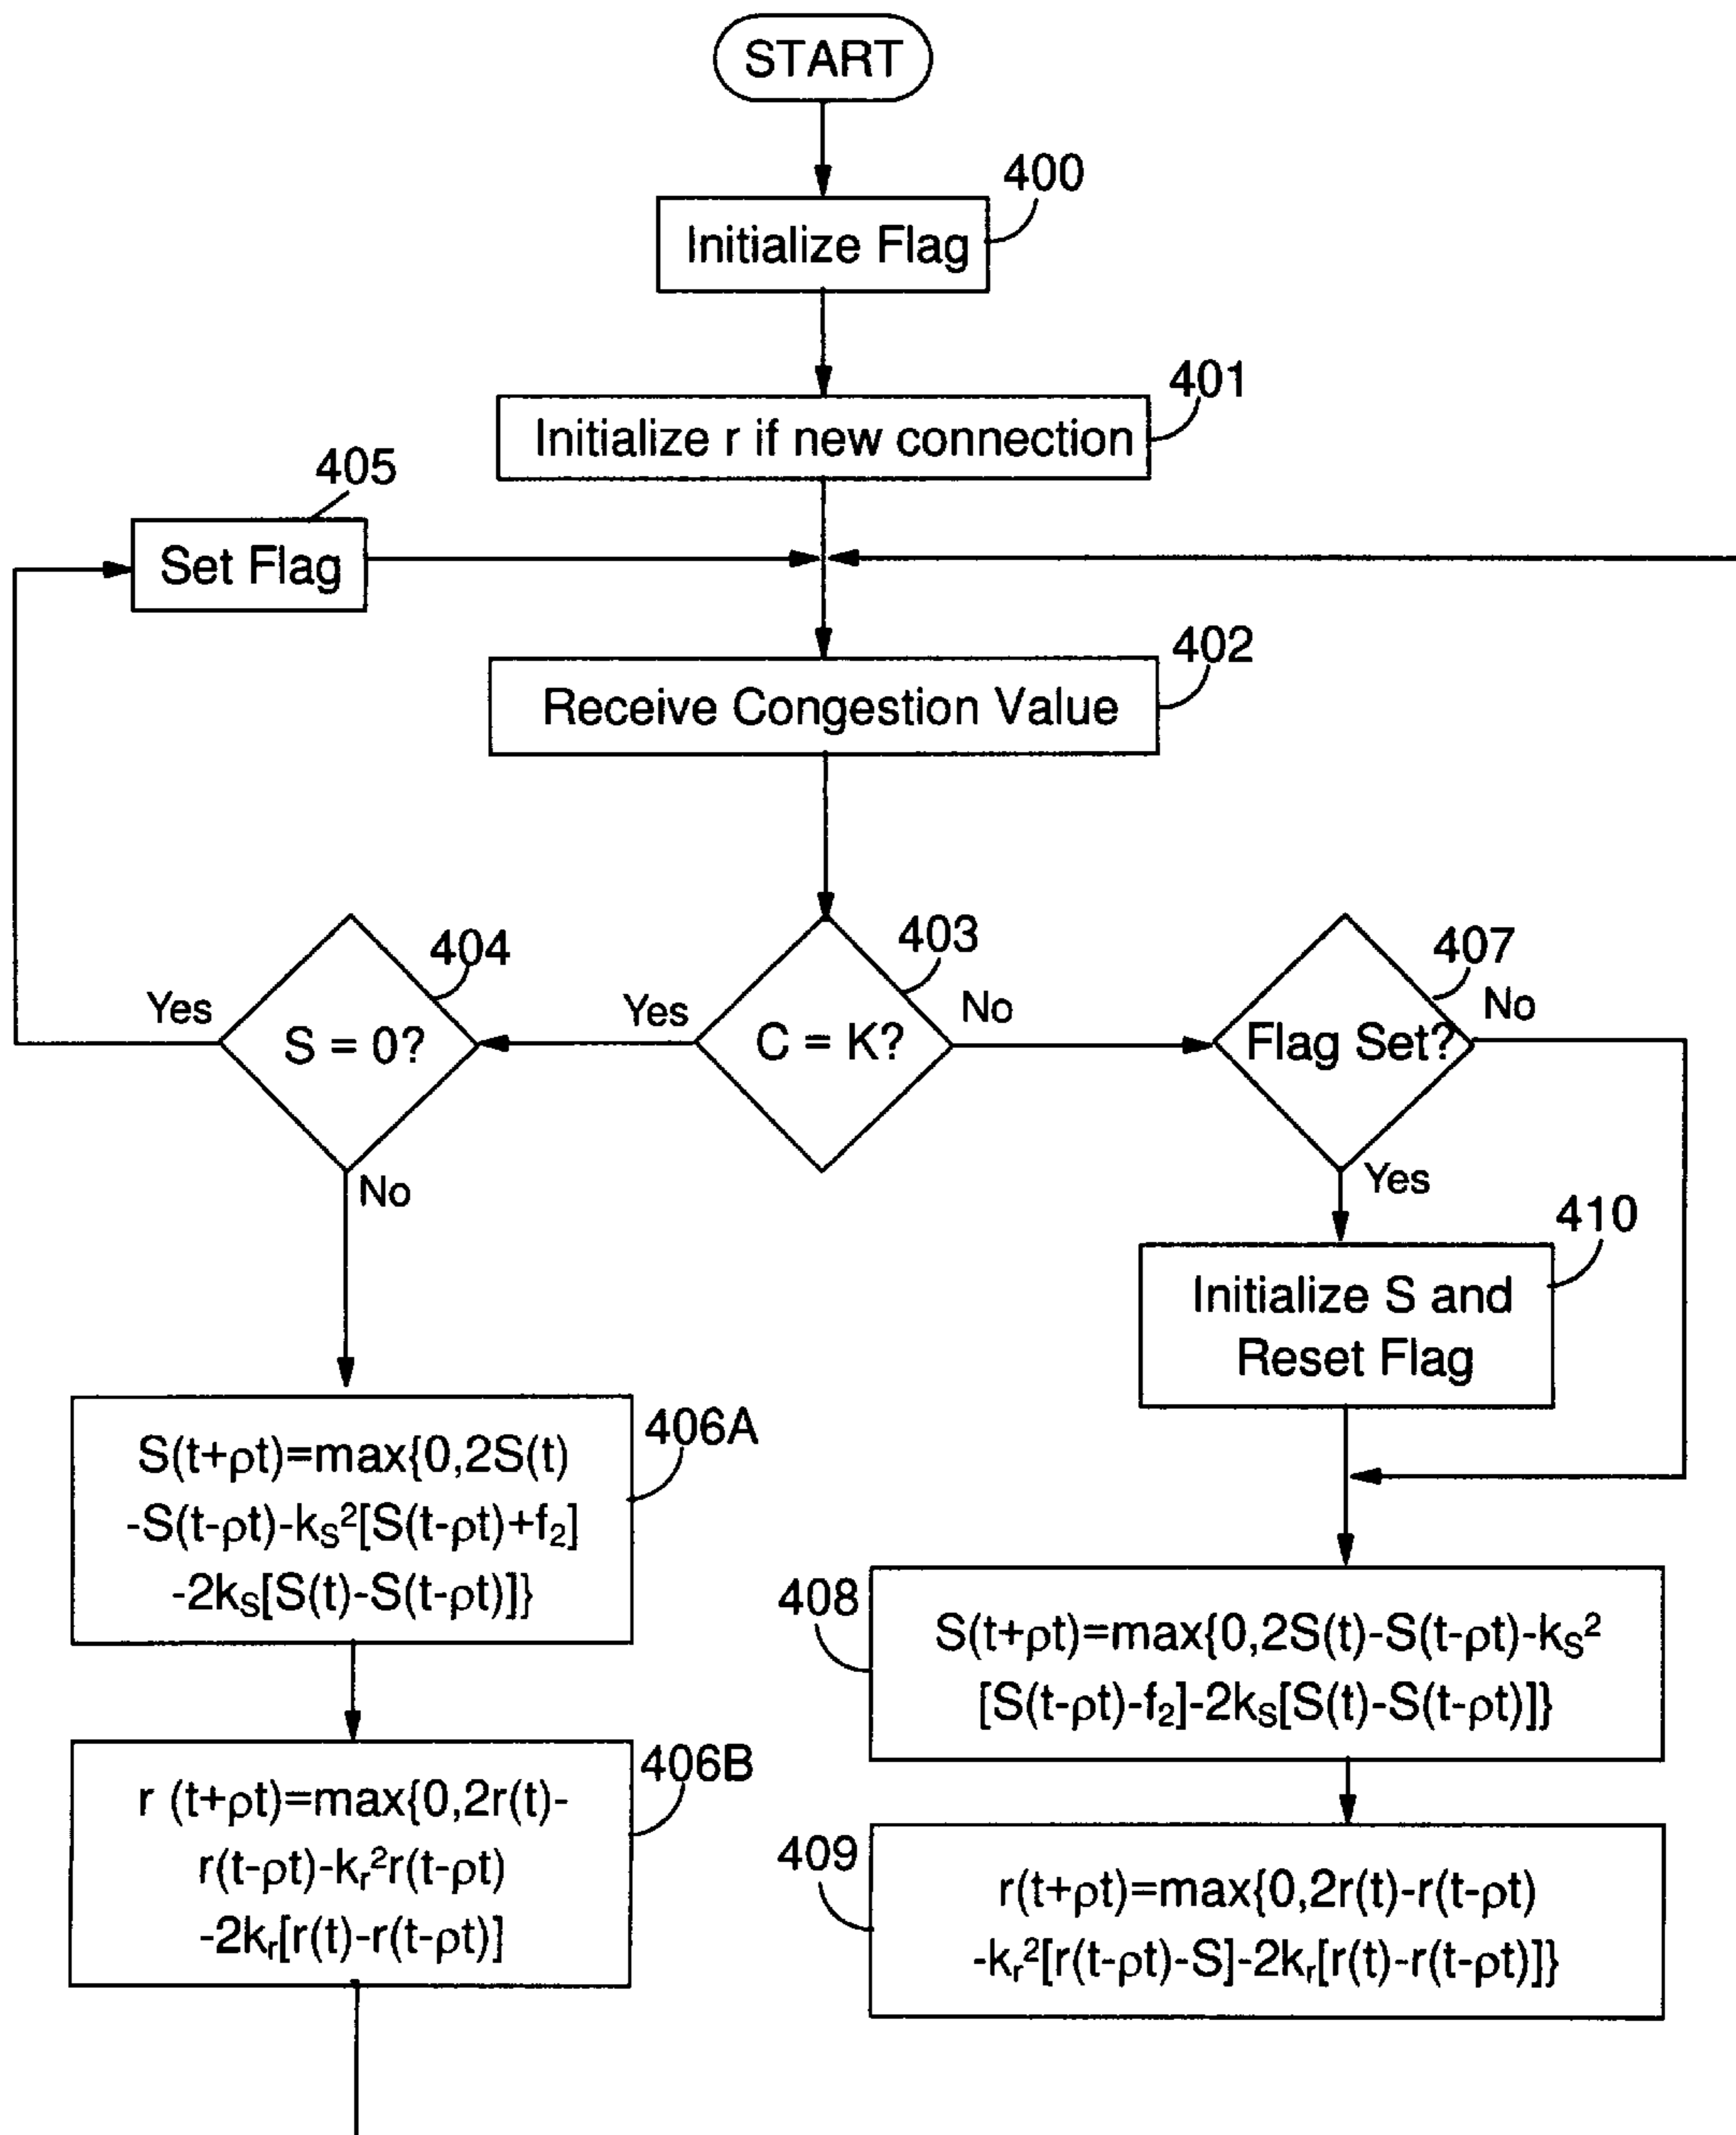 START
400
Initialize Flag
401
Initialize r if new connection
405
Set Flag
402
Receive Congestion Value
404
403
407
Yes
S = 0?
Yes
C = K?
No
Flag Set?
No
No
Yes
410
Initialize S and
Reset Flag
406A
S(t+ρt)=max{0,2S(t)
-S(t-ρt)-kS²[S(t-ρt)+f₂]
-2kS[S(t)-S(t-ρt)]}
408
S(t+ρt)=max{0,2S(t)-S(t-ρt)-kS²
[S(t-ρt)-f₂]-2kS[S(t)-S(t-ρt)]}
406B
r (t+ρt)=max{0,2r(t)-
r(t-ρt)-kᵣ²r(t-ρt)
-2kᵣ[r(t)-r(t-ρt)]
409
r(t+ρt)=max{0,2r(t)-r(t-ρt)
-kᵣ²[r(t-ρt)-S]-2kᵣ[r(t)-r(t-ρt)]}